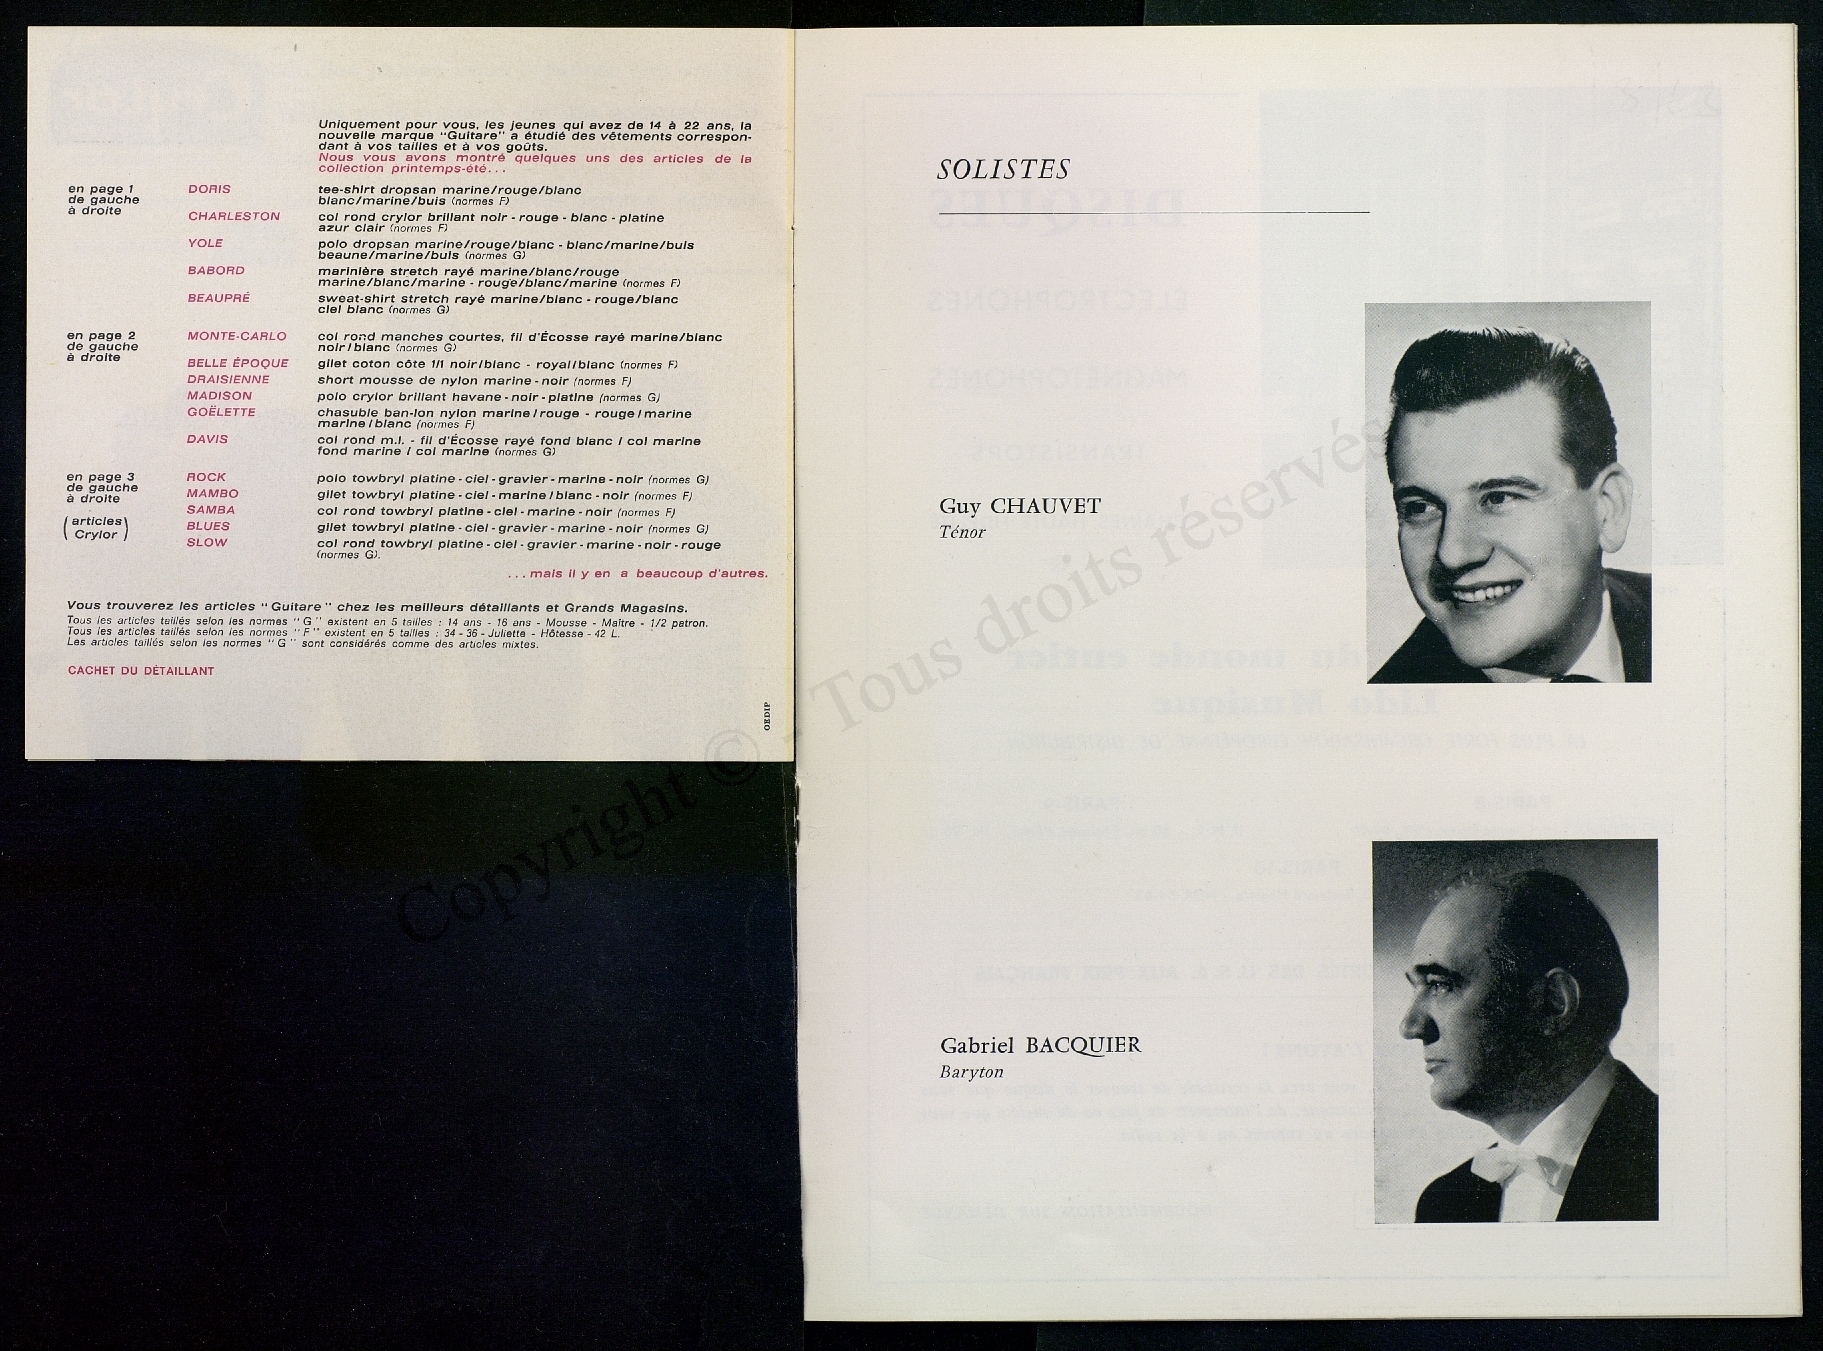 Uniquement pour vous, les jeunes qui avez de 14 à 22 ans, la
nouvelle marque "Guitare" a étudié des vêtements correspon-
dant à vos tailles et à vos goûts.
Nous vous avons montré quelques uns des articles de la
collection printemps-été...
en page 1
de gauche
à droite
DORIS tee-shirt dropsan marine/rouge/blanc
blanc/marine/buis (normes F)
CHARLESTON col rond crylor brillant noir - rouge - blanc - platine
azur clair (normes F)
YOLE polo dropsan marine/rouge/blanc - blanc/marine/buis
beaune/marine/buis (normes G)
BABORD marinière stretch rayé marine/blanc/rouge
marine/blanc/marine - rouge/blanc/marine (normes F)
BEAUPRÉ sweat-shirt stretch rayé marine/blanc - rouge/blanc
ciel blanc (normes G)
en page 2
de gauche
à droite
MONTE-CARLO col rond manches courtes, fil d'Écosse rayé marine/blanc
noir/blanc (normes G)
BELLE ÉPOQUE gilet coton côte 1/1 noir/blanc - royal/blanc (normes F)
DRAISIENNE short mousse de nylon marine - noir (normes F)
MADISON polo crylor brillant havane - noir - platine (normes G)
GOËLETTE chasuble ban-lon nylon marine/rouge - rouge/marine
marine/blanc (normes F)
DAVIS col rond m.l. - fil d'Écosse rayé fond blanc / col marine
fond marine / col marine (normes G)
en page 3
de gauche
à droite
(articles
Crylor)
ROCK polo towbryl platine - ciel - gravier - marine - noir (normes G)
MAMBO gilet towbryl platine - ciel - marine/blanc - noir (normes F)
SAMBA col rond towbryl platine - ciel - marine - noir (normes F)
BLUES gilet towbryl platine - ciel - gravier - marine - noir (normes G)
SLOW col rond towbryl platine - ciel - gravier - marine - noir - rouge
(normes G).
...mais il y en a beaucoup d'autres.
Vous trouverez les articles "Guitare" chez les meilleurs détaillants et Grands Magasins.
Tous les articles taillés selon les normes "G" existent en 5 tailles : 14 ans - 16 ans - Mousse - Maître - 1/2 patron.
Tous les articles taillés selon les normes "F" existent en 5 tailles : 34 - 36 - Juliette - Hôtesse - 42 L.
Les articles taillés selon les normes "G" sont considérés comme des articles mixtes.
CACHET DU DÉTAILLANT
OEDIP
SOLISTES
Guy CHAUVET
Ténor
Gabriel BACQUIER
Baryton
Copyright © - Tous droits réservés